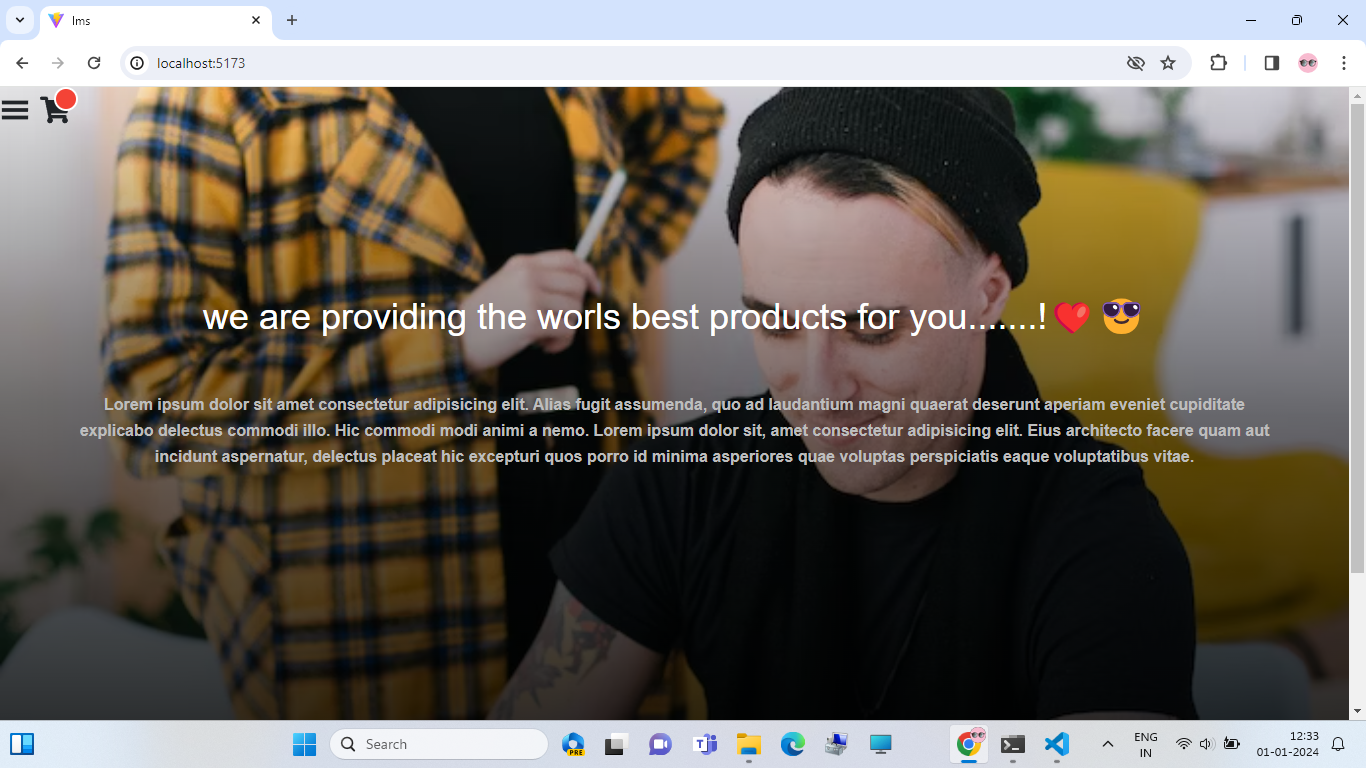 lms
localhost:5173
we are providing the worls best products for you.......!❤️ 😎
Lorem ipsum dolor sit amet consectetur adipisicing elit. Alias fugit assumenda, quo ad laudantium magni quaerat deserunt aperiam eveniet cupiditate
explicabo delectus commodi illo. Hic commodi modi animi a nemo. Lorem ipsum dolor sit, amet consectetur adipisicing elit. Eius architecto facere quam aut
incidunt aspernatur, delectus placeat hic excepturi quos porro id minima asperiores quae voluptas perspiciatis eaque voluptatibus vitae.
Search
PRE
ENG
IN
12:33
01-01-2024